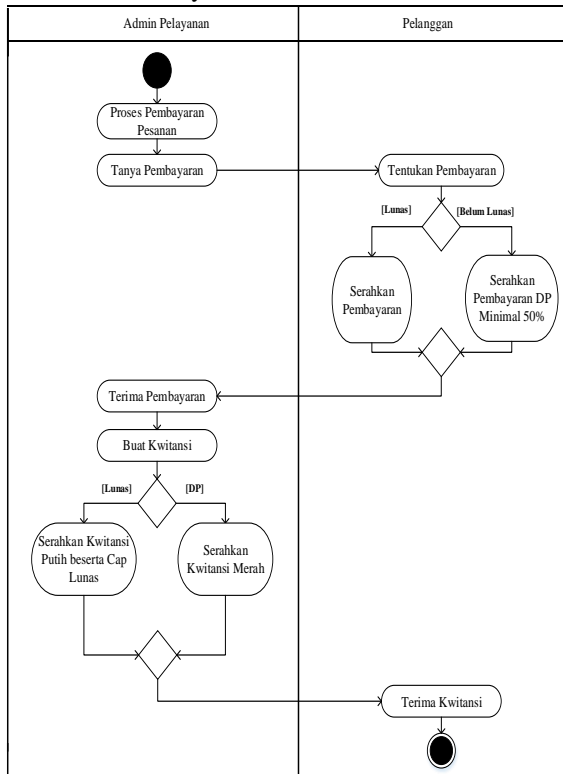 Admin Pelayanan
Pelanggan
Proses Pembayaran
Pesanan
Tanya Pembayaran
Tentukan Pembayaran
[Lunas]
[Belum Lunas]
Serahkan
Pembayaran
Serahkan
Pembayaran DP
Minimal 50%
Terima Pembayaran
Buat Kwitansi
[Lunas]
[DP]
Serahkan Kwitansi
Putih beserta Cap
Lunas
Serahkan
Kwitansi Merah
Terima Kwitansi